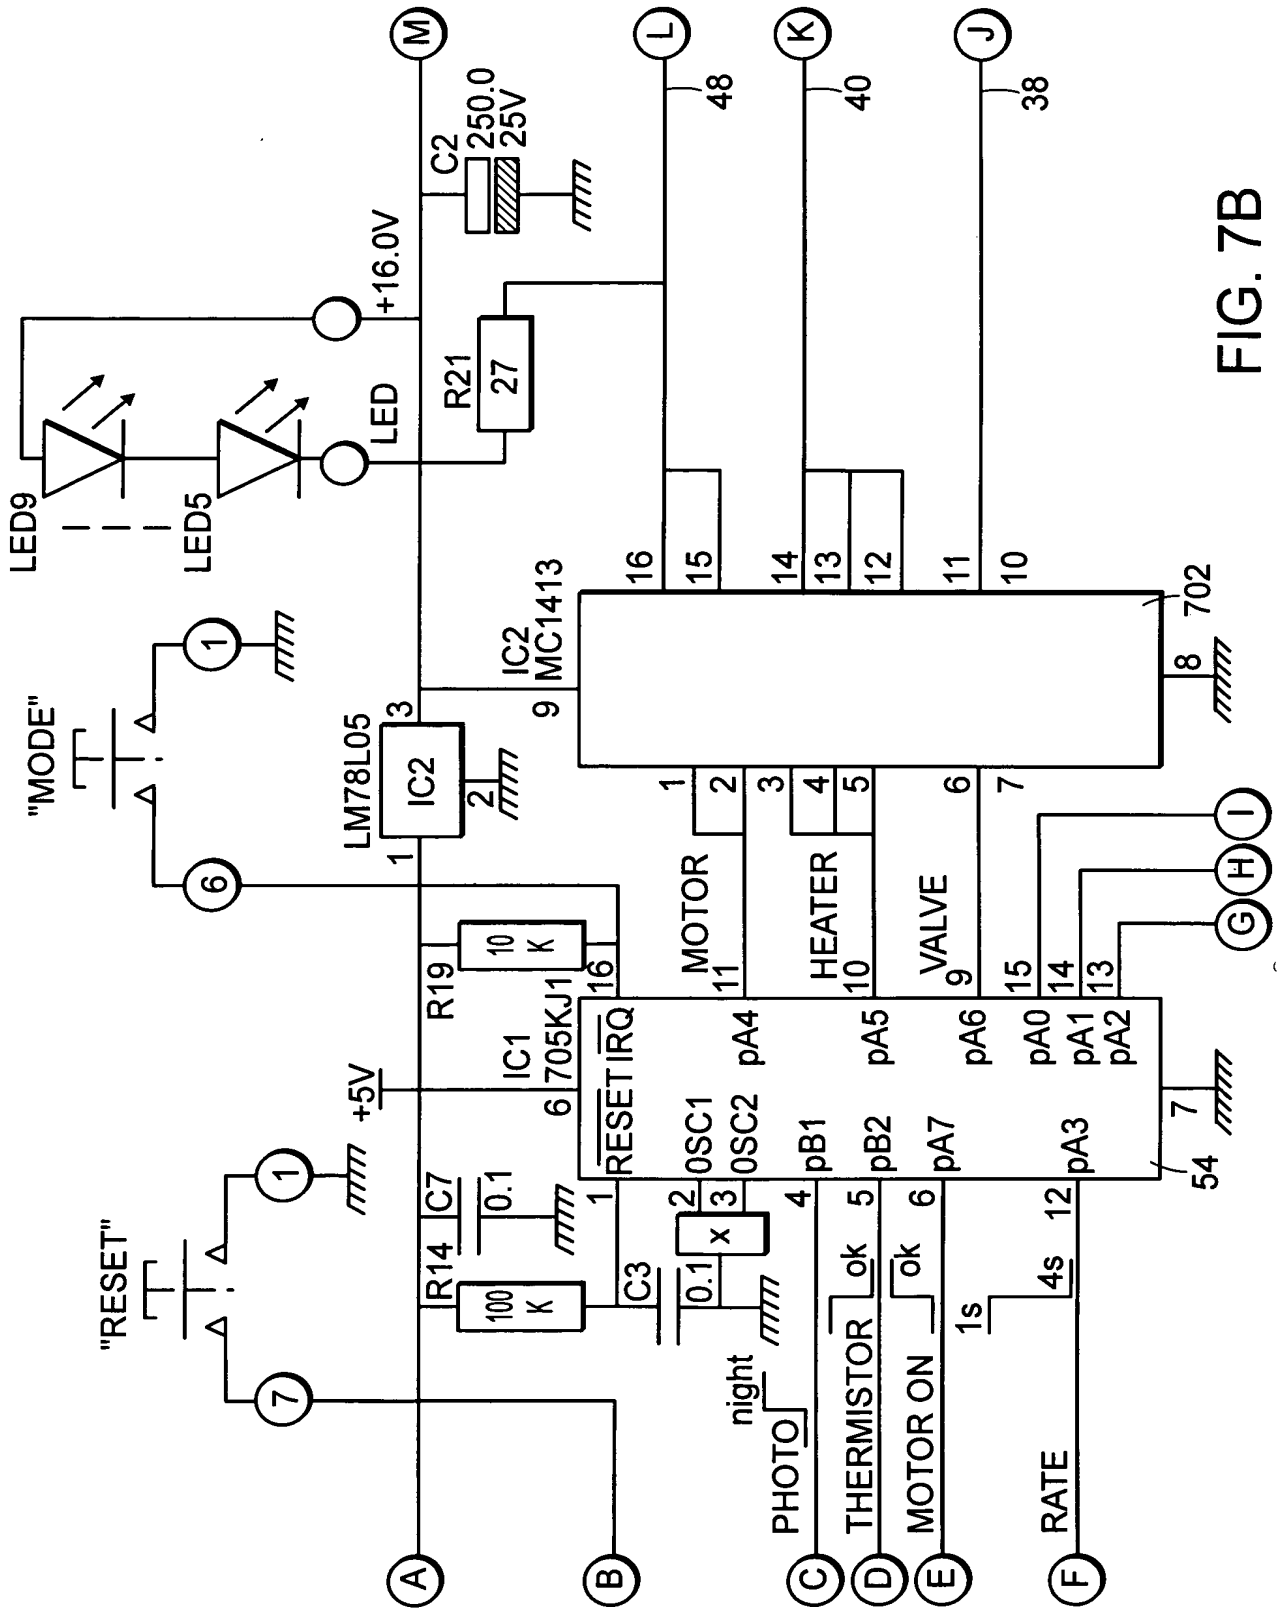 "RESET"
7
1
"MODE"
6
1
LED9
LED5
LED
+16.0V
A
R14
100
K
C7
0.1
+5V
R19
10
K
1
LM78L05
IC2
2
3
R21
27
C2
250.0
25V
M
B
C3
0.1
x
1
2
3
RESET
IRQ
OSC1
OSC2
6
IC1
705KJ1
16
IC2
MC1413
9
C
PHOTO
night
4
pB1
D
THERMISTOR
ok
5
pB2
E
MOTOR ON
ok
6
pA7
F
RATE
1s
4s
12
pA3
54
7
pA4
11
MOTOR
1
2
pA5
10
HEATER
3
4
5
pA6
9
VALVE
6
7
pA0
15
I
pA1
14
H
pA2
13
G
8
702
16
15
48
L
14
13
12
40
K
11
10
38
J
FIG. 7B